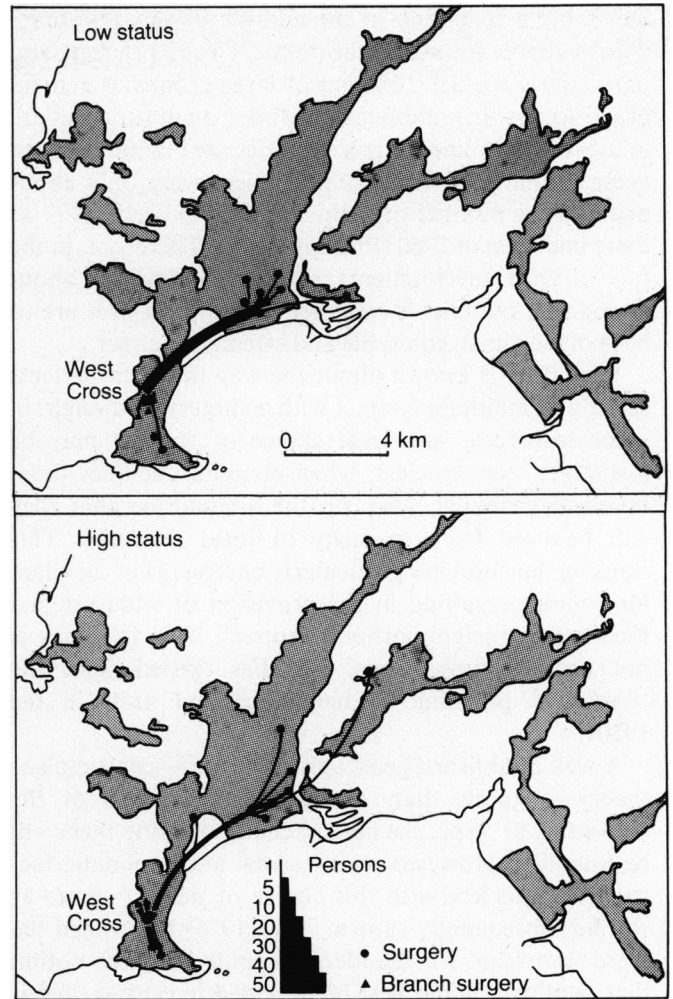 Low status
West
Cross
0 4 km
High status
West
Cross
Persons
1
5
10
20
30
40
50
Surgery
Branch surgery